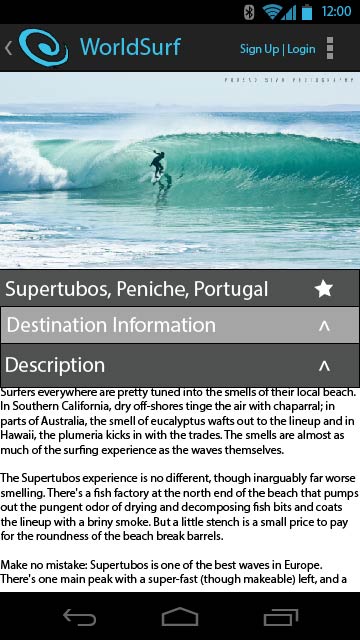 12:00
WorldSurf
Sign Up | Login
PHOTOGRAPHY
Supertubos, Peniche, Portugal
Destination Information
Description
Surfers everywhere are pretty tuned into the smells of their local beach.
In Southern California, dry off-shores tinge the air with chaparral; in
parts of Australia, the smell of eucalyptus wafts out to the lineup and in
Hawaii, the plumeria kicks in with the trades. The smells are almost as
much of the surfing experience as the waves themselves.
The Supertubos experience is no different, though inarguably far worse
smelling. There's a fish factory at the north end of the beach that pumps
out the pungent odor of drying and decomposing fish bits and coats
the lineup with a briny smoke. But a little stench is a small price to pay
for the roundness of the beach break barrels.
Make no mistake: Supertubos is one of the best waves in Europe.
There's one main peak with a super-fast (though makeable) left, and a